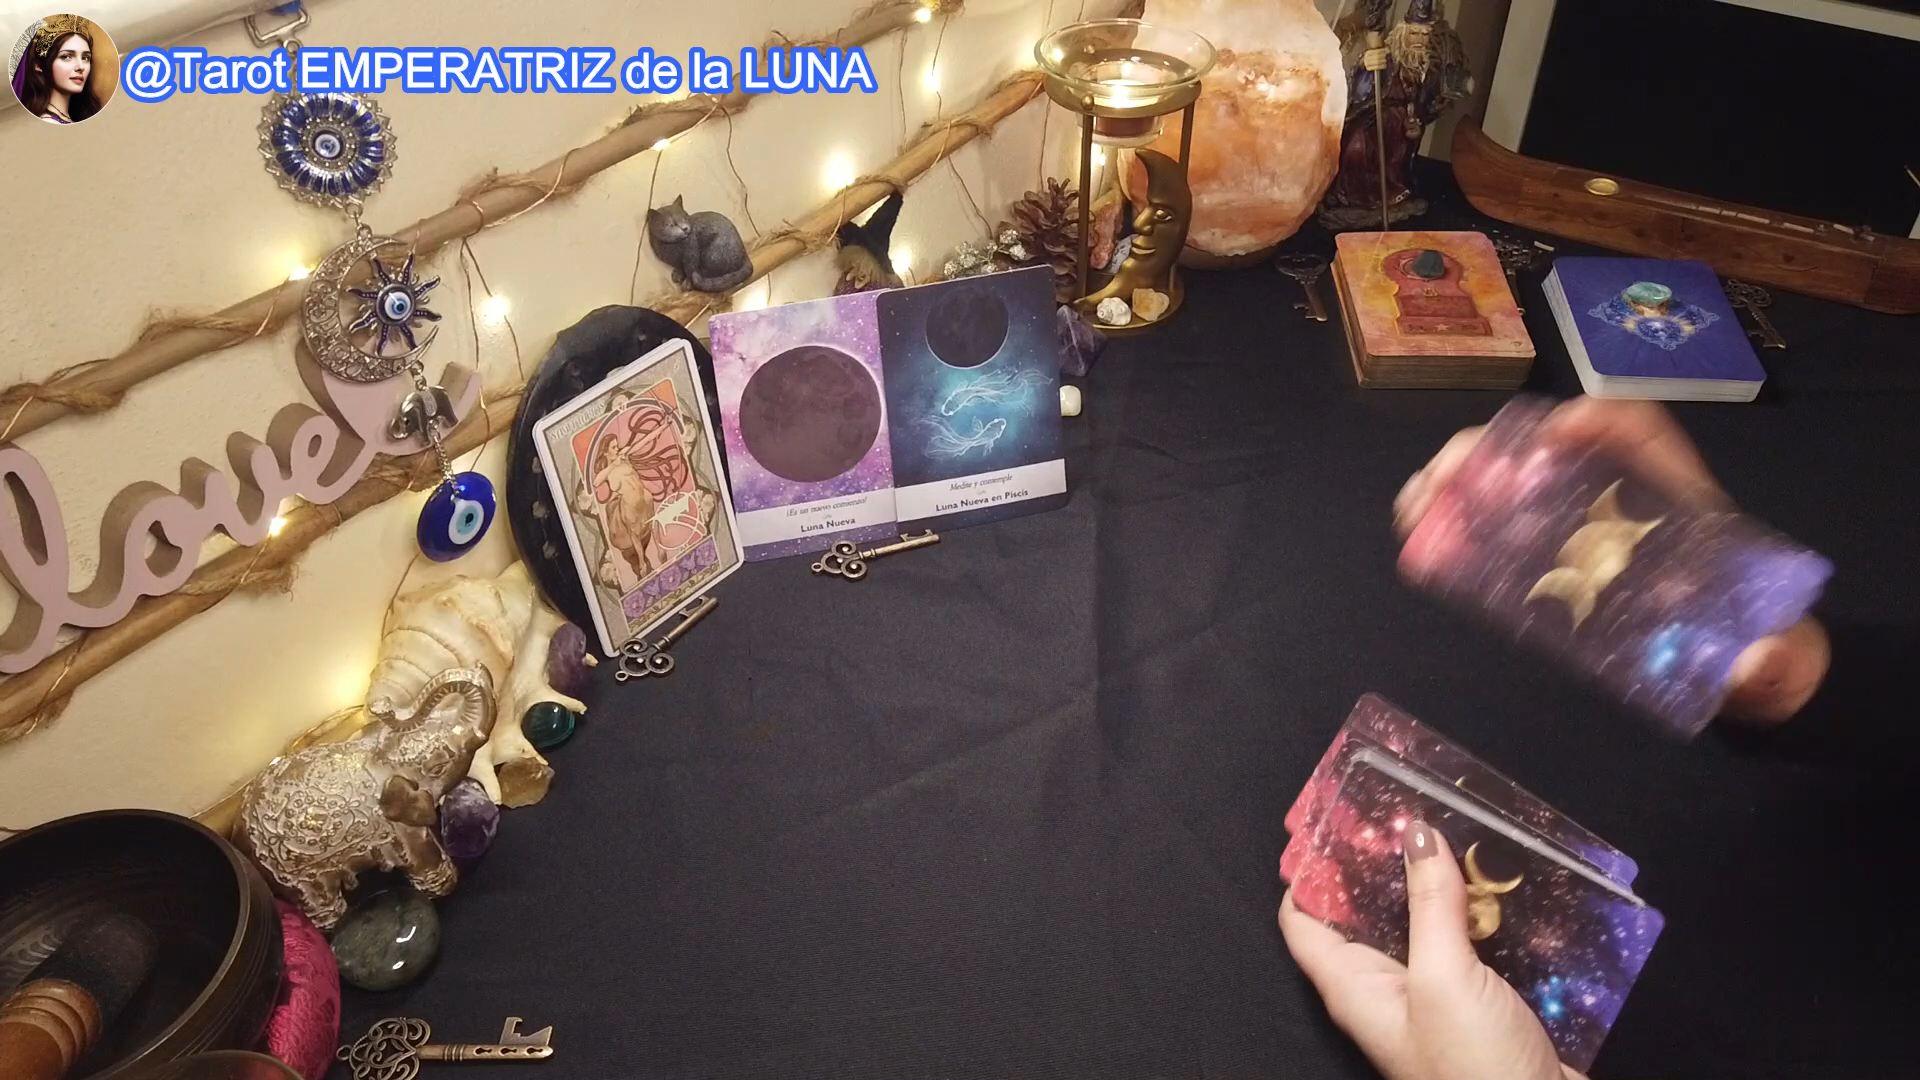 @Tarot EMPERATRIZ de la LUNA
love
¡Es un nuevo comienzo!
Luna Nueva
Medite y contemple
Luna Nueva en Piscis